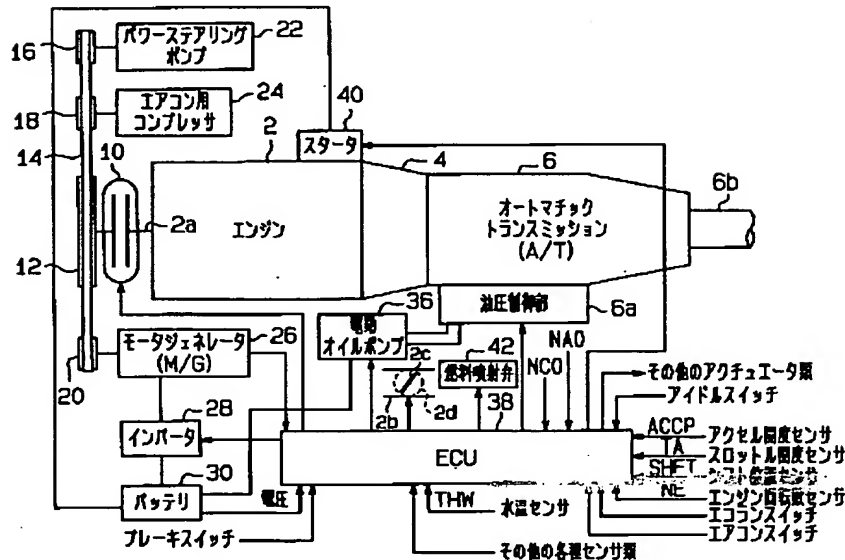 パワーステアリング
ポンプ
22
16
エアコン用
コンプレッサ
24
18
40
スタータ
2
4
6
14
10
6b
2a
エンジン
オートマチック
トランスミッション
(A/T)
12
36
油圧制御部
6a
26
電動
オイルポンプ
モータジェネレータ
(M/G)
20
2c
42
燃料噴射弁
NCO
NAO
その他のアクチュエータ類
アイドルスイッチ
2b
2d
38
28
インバータ
ECU
ACCP
アクセル開度センサ
TA
スロットル開度センサ
SHFT
シフト位置センサ
NE
エンジン回転数センサ
30
バッテリ
電圧
THW
水温センサ
エコランスイッチ
エアコンスイッチ
ブレーキスイッチ
その他の各種センサ類